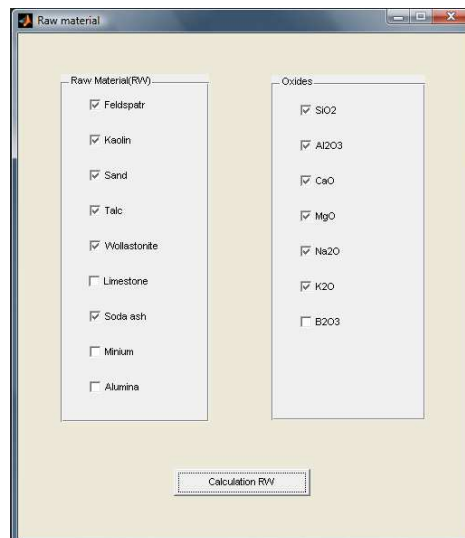 Raw material
Raw Material(RW)
Feldspatr
Kaolin
Sand
Talc
Wollastonite
Limestone
Soda ash
Minium
Alumina
Oxides
SiO2
Al2O3
CaO
MgO
Na2O
K2O
B2O3
Calculation RW